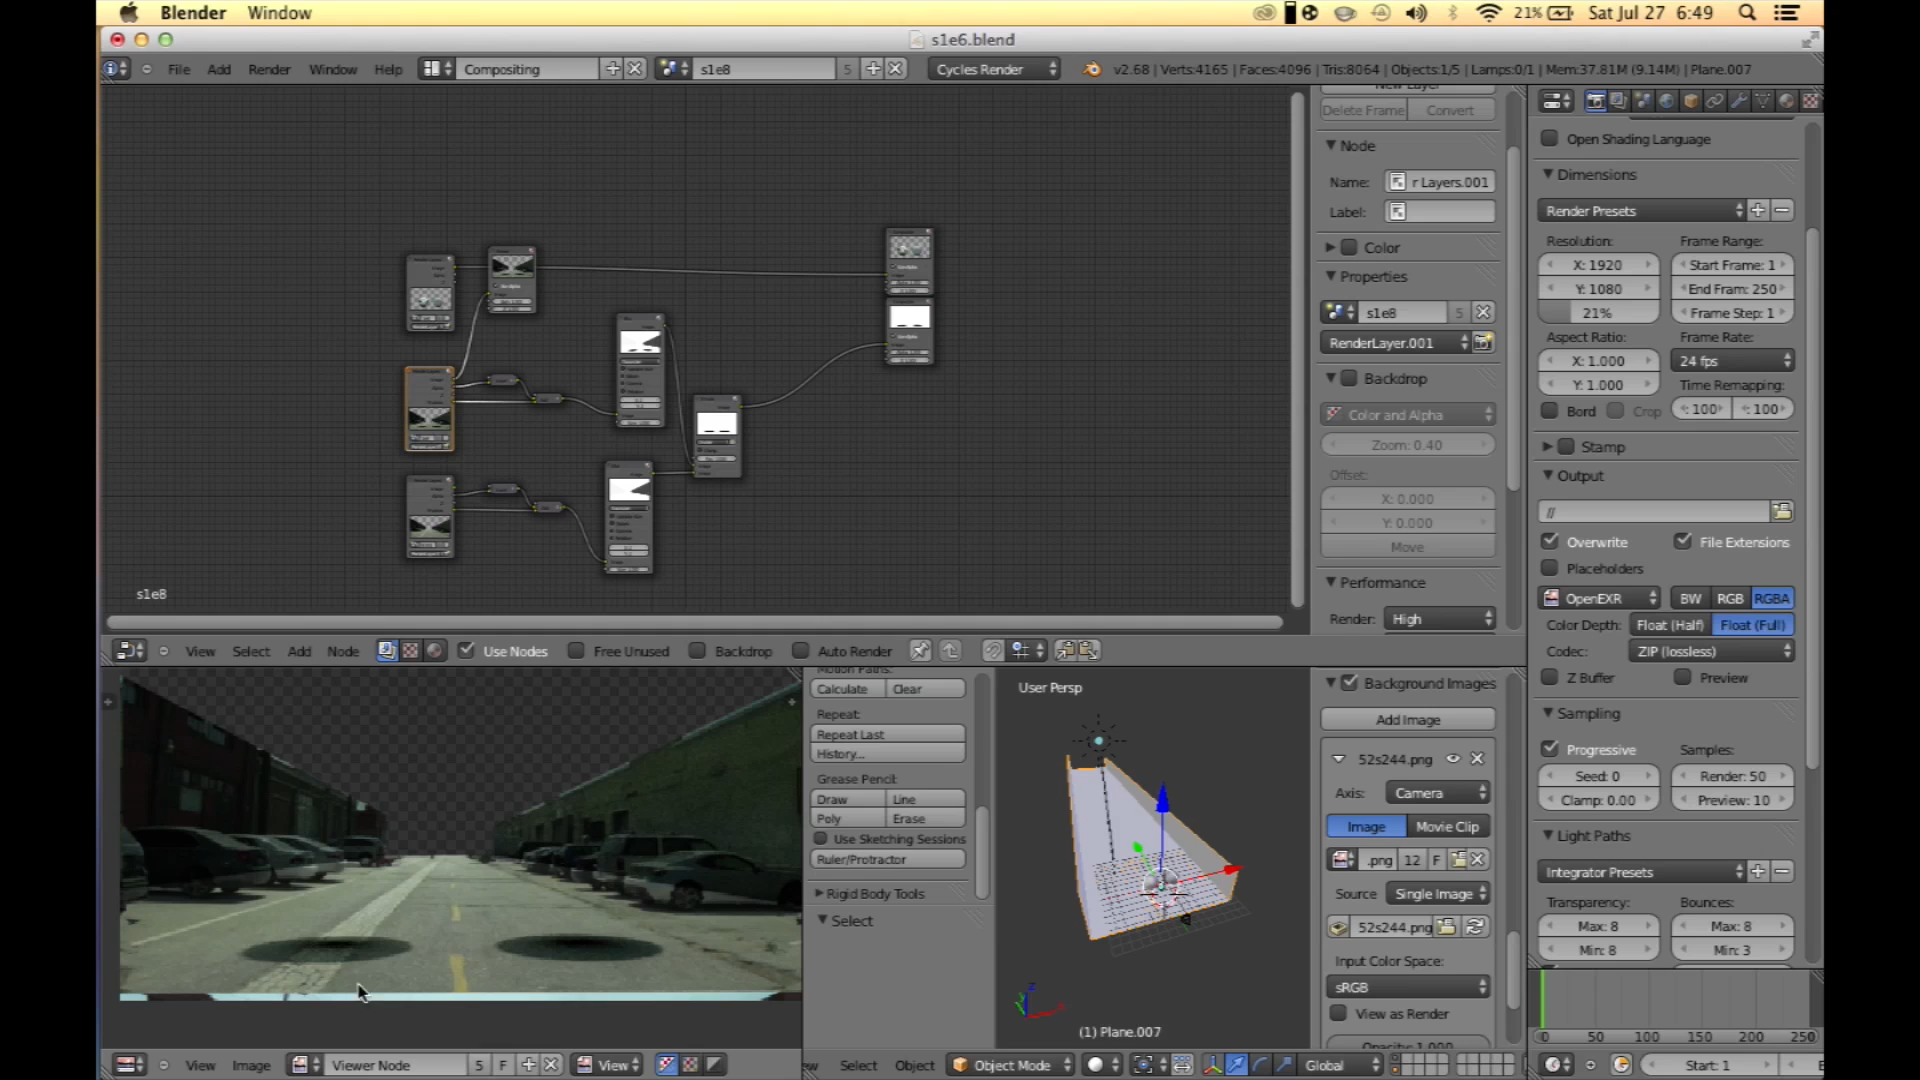 Blender Window 21% Sat Jul 27 6:49
s1e6.blend
File Add Render Window Help Compositing s1e8 5 Cycles Render v2.68 | Verts:4165 | Faces:4096 | Tris:8064 | Objects:1/5 | Lamps:0/1 | Mem:37.81M (9.14M) | Plane.007
New Layer
Delete Frame Convert
Node
Name: r Layers.001
Label:
Color
Properties
s1e8 5
RenderLayer.001
Backdrop
Color and Alpha
Zoom: 0.40
Offset:
X: 0.000
Y: 0.000
Move
Performance
Render: High
s1e8
View Select Add Node Use Nodes Free Unused Backdrop Auto Render
Open Shading Language
Dimensions
Render Presets
Resolution: Frame Range:
X: 1920 Start Frame: 1
Y: 1080 End Fram: 250
21% Frame Step: 1
Aspect Ratio: Frame Rate:
X: 1.000 24 fps
Y: 1.000 Time Remapping:
Bord Crop : 100 : 100
Stamp
Output
//
Overwrite File Extensions
Placeholders
OpenEXR BW RGB RGBA
Color Depth: Float (Half) Float (Full)
Codec: ZIP (lossless)
Z Buffer Preview
Sampling
Progressive Samples:
Seed: 0 Render: 50
Clamp: 0.00 Preview: 10
Light Paths
Integrator Presets
Transparency: Bounces:
Max: 8 Max: 8
Min: 8 Min: 3
Motion Paths:
Calculate Clear
Repeat:
Repeat Last
History...
Grease Pencil:
Draw Line
Poly Erase
Use Sketching Sessions
Ruler/Protractor
Rigid Body Tools
Select
User Persp
(1) Plane.007
Background Images
Add Image
52s244.png
Axis: Camera
Image Movie Clip
.png 12 F
Source Single Image
52s244.png
Input Color Space:
sRGB
View as Render
Opacity: 1.000
0 50 100 150 200 250
View Image Viewer Node 5 F View
Select Object Object Mode Global
Start: 1